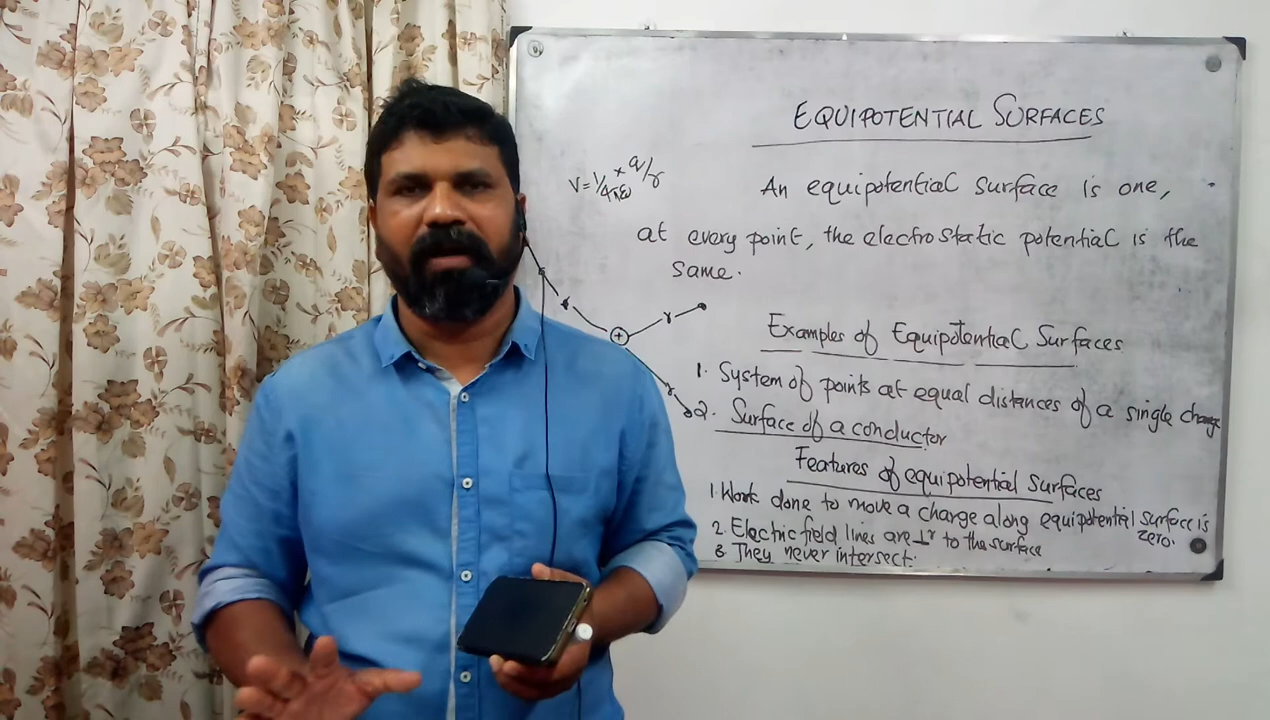 EQUIPOTENTIAL SURFACES
V = 1/4πε₀ × q/r
An equipotential surface is one,
at every point, the electrostatic potential is the
same.
r
r
Examples of Equipotential Surfaces
1. System of points at equal distances of a single charge
2. Surface of a conductor
Features of equipotential surfaces
1. Work done to move a charge along equipotential surface is
zero.
2. Electric field lines are ⊥r to the surface
3 They never intersect.